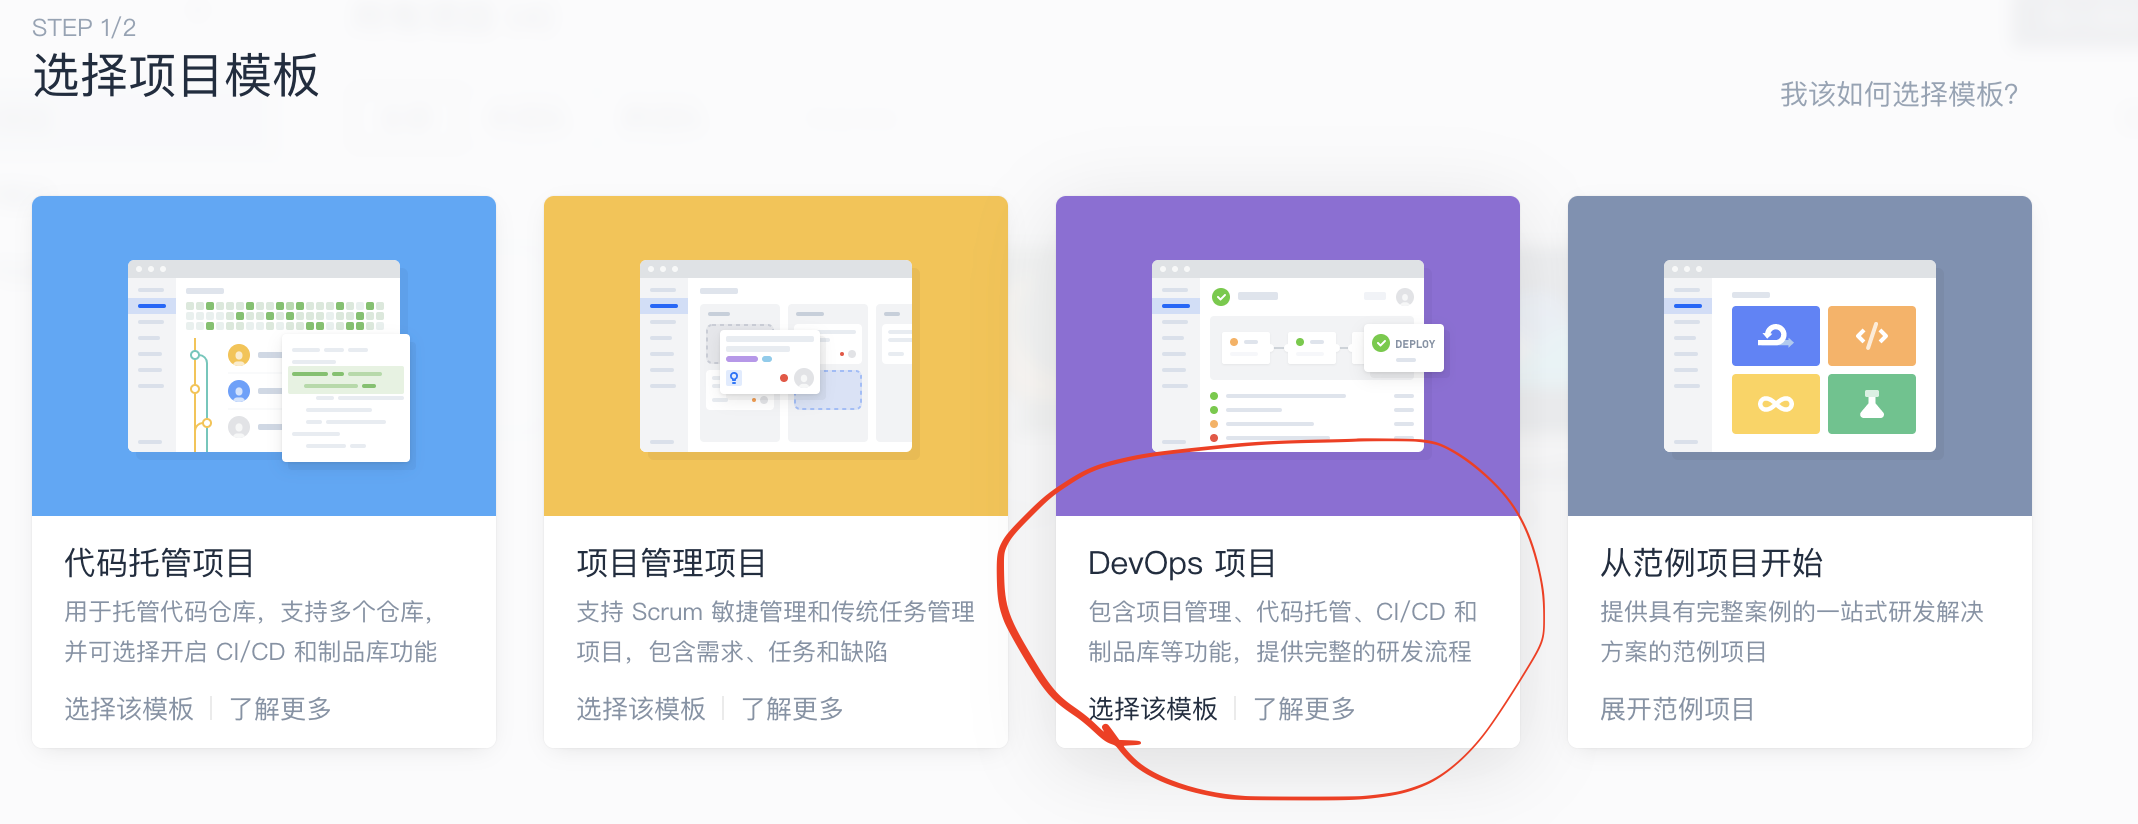 STEP 1/2
选择项目模板
我该如何选择模板?
DEPLOY
代码托管项目
用于托管代码仓库，支持多个仓库，
并可选择开启 CI/CD 和制品库功能
选择该模板 | 了解更多
项目管理项目
支持 Scrum 敏捷管理和传统任务管理
项目，包含需求、任务和缺陷
选择该模板 | 了解更多
DevOps 项目
包含项目管理、代码托管、CI/CD 和
制品库等功能，提供完整的研发流程
选择该模板 | 了解更多
从范例项目开始
提供具有完整案例的一站式研发解决
方案的范例项目
展开范例项目